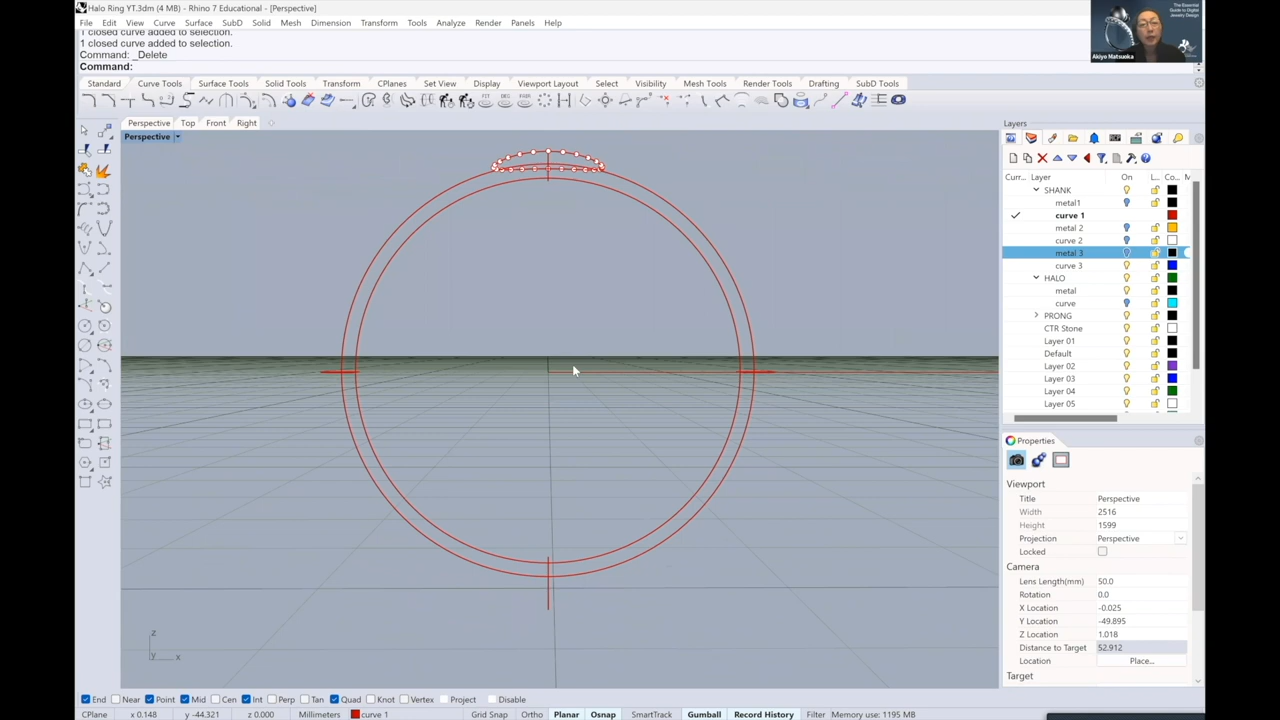 Halo Ring YT.3dm (4 MB) - Rhino 7 Educational - [Perspective]
File Edit View Curve Surface SubD Solid Mesh Dimension Transform Tools Analyze Render Panels Help
1 closed curve added to selection.
1 closed curve added to selection.
Command: _Delete
Command:
The Essential
Guide to Digital
Jewelry Design
Akiyo Matsuoka
Standard Curve Tools Surface Tools Solid Tools Transform CPlanes Set View Display Viewport Layout Select Visibility Mesh Tools Render Tools Drafting SubD Tools
Perspective Top Front Right
Perspective
z
y x
Layers
Curr... Layer On L... Co... M
SHANK
metal1
curve 1
metal 2
curve 2
metal 3
curve 3
HALO
metal
curve
PRONG
CTR Stone
Layer 01
Default
Layer 02
Layer 03
Layer 04
Layer 05
Properties
Viewport
Title Perspective
Width 2516
Height 1599
Projection Perspective
Locked
Camera
Lens Length(mm) 50.0
Rotation 0.0
X Location -0.025
Y Location -49.895
Z Location 1.018
Distance to Target 52.912
Location Place...
Target
End Near Point Mid Cen Int Perp Tan Quad Knot Vertex Project Disable
CPlane x 0.148 y -44.321 z 0.000 Millimeters curve 1 Grid Snap Ortho Planar Osnap SmartTrack Gumball Record History Filter Memory use: 1195 MB